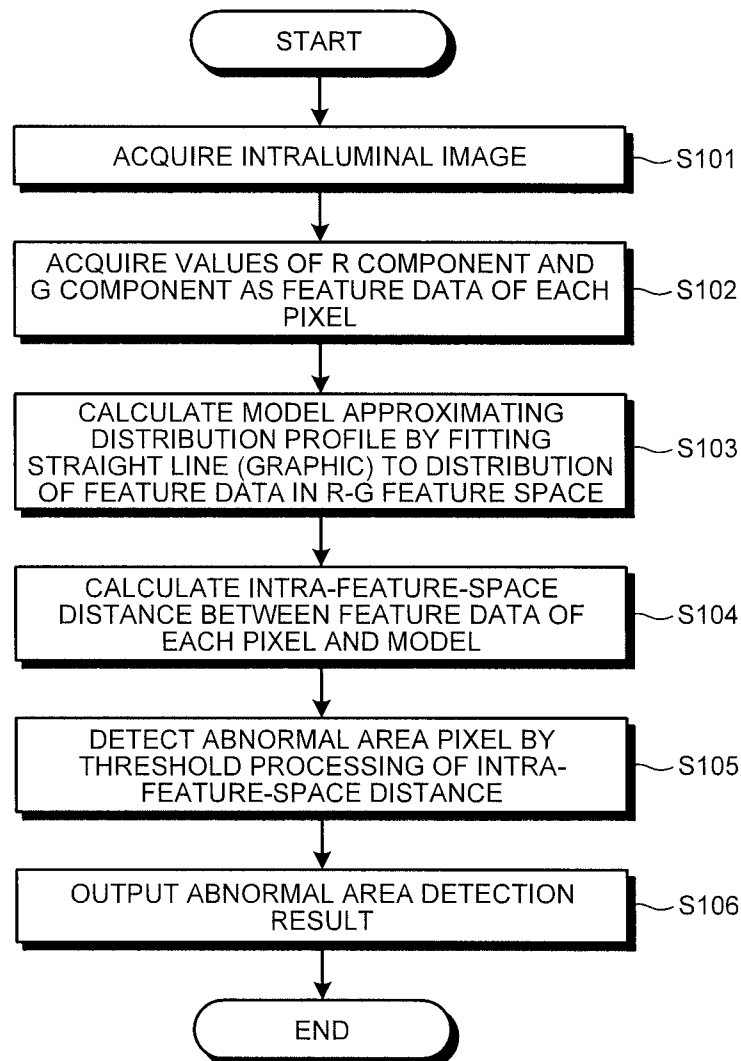 START
ACQUIRE INTRALUMINAL IMAGE
S101
ACQUIRE VALUES OF R COMPONENT AND
G COMPONENT AS FEATURE DATA OF EACH
PIXEL
S102
CALCULATE MODEL APPROXIMATING
DISTRIBUTION PROFILE BY FITTING
STRAIGHT LINE (GRAPHIC) TO DISTRIBUTION
OF FEATURE DATA IN R-G FEATURE SPACE
S103
CALCULATE INTRA-FEATURE-SPACE
DISTANCE BETWEEN FEATURE DATA OF
EACH PIXEL AND MODEL
S104
DETECT ABNORMAL AREA PIXEL BY
THRESHOLD PROCESSING OF INTRA-
FEATURE-SPACE DISTANCE
S105
OUTPUT ABNORMAL AREA DETECTION
RESULT
S106
END